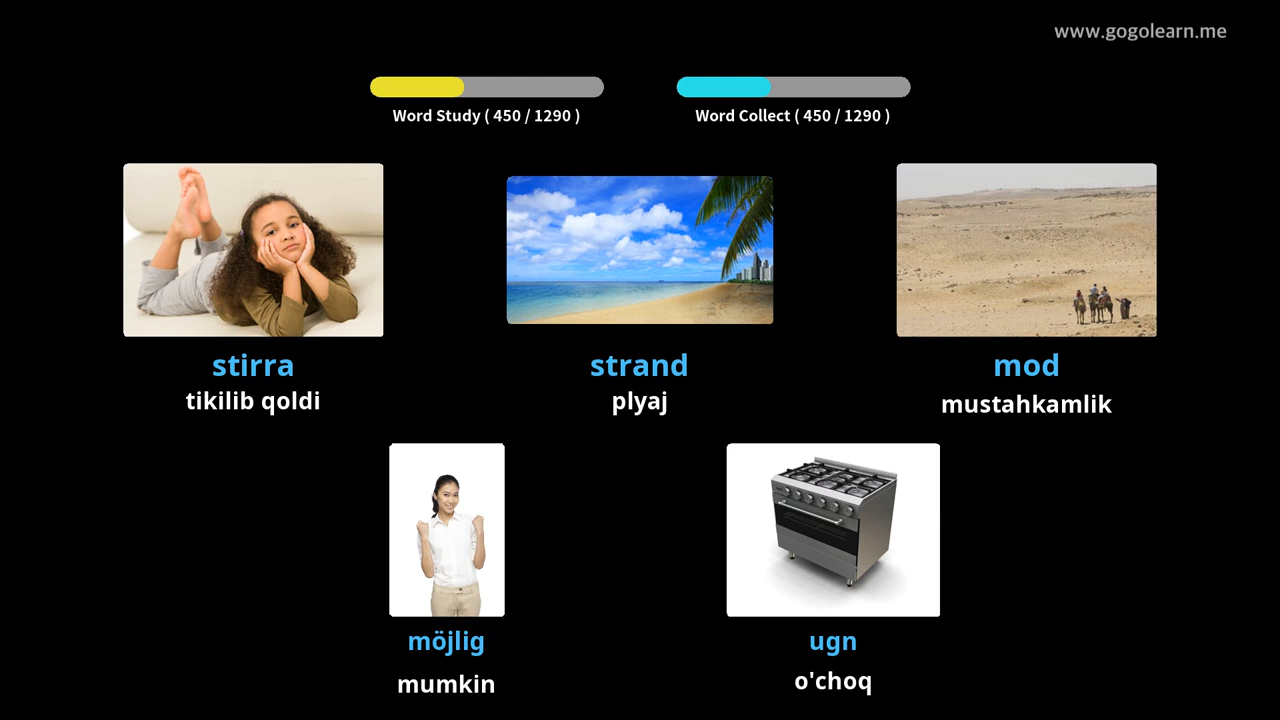 www.gogolearn.me
Word Study ( 450 / 1290 )
Word Collect ( 450 / 1290 )
stirra
tikilib qoldi
strand
plyaj
mod
mustahkamlik
möjlig
mumkin
ugn
o'choq